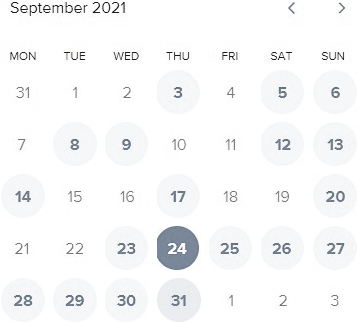 September 2021
MON TUE WED THU FRI SAT SUN
31 1 2 3 4 5 6
7 8 9 10 11 12 13
14 15 16 17 18 19 20
21 22 23 24 25 26 27
28 29 30 31 1 2 3